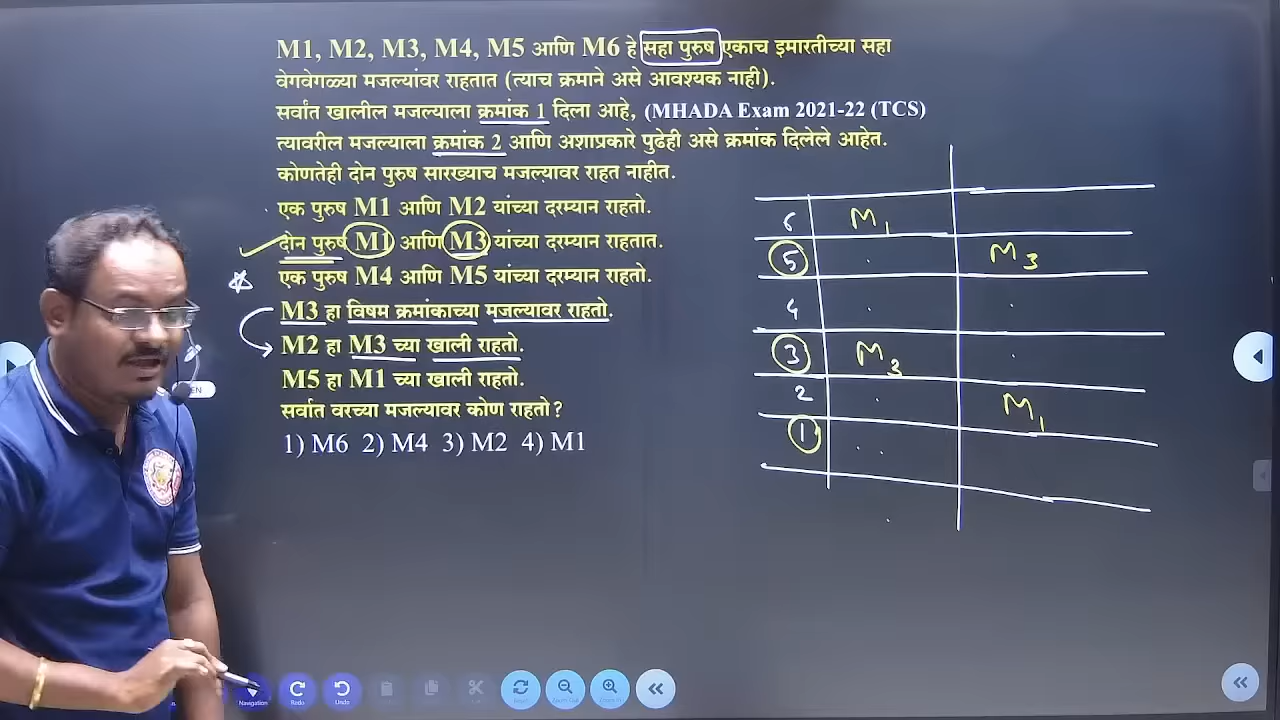 M1, M2, M3, M4, M5 आणि M6 हे सहा पुरुष एकाच इमारतीच्या सहा
वेगवेगळ्या मजल्यांवर राहतात (त्याच क्रमाने असे आवश्यक नाही).
सर्वांत खालील मजल्याला क्रमांक 1 दिला आहे, (MHADA Exam 2021-22 (TCS)
त्यावरील मजल्याला क्रमांक 2 आणि अशाप्रकारे पुढेही असे क्रमांक दिलेले आहेत.
कोणतेही दोन पुरुष सारख्याच मजल्यावर राहत नाहीत.
एक पुरुष M1 आणि M2 यांच्या दरम्यान राहतो.
दोन पुरुष M1 आणि M3 यांच्या दरम्यान राहतात.
एक पुरुष M4 आणि M5 यांच्या दरम्यान राहतो.
M3 हा विषम क्रमांकाच्या मजल्यावर राहतो.
M2 हा M3 च्या खाली राहतो.
M5 हा M1 च्या खाली राहतो.
सर्वात वरच्या मजल्यावर कोण राहतो?
1) M6 2) M4 3) M2 4) M1
6 M1
5 M3
4
3 M3
2 M1
1
EN
Navigation
Redo
Undo